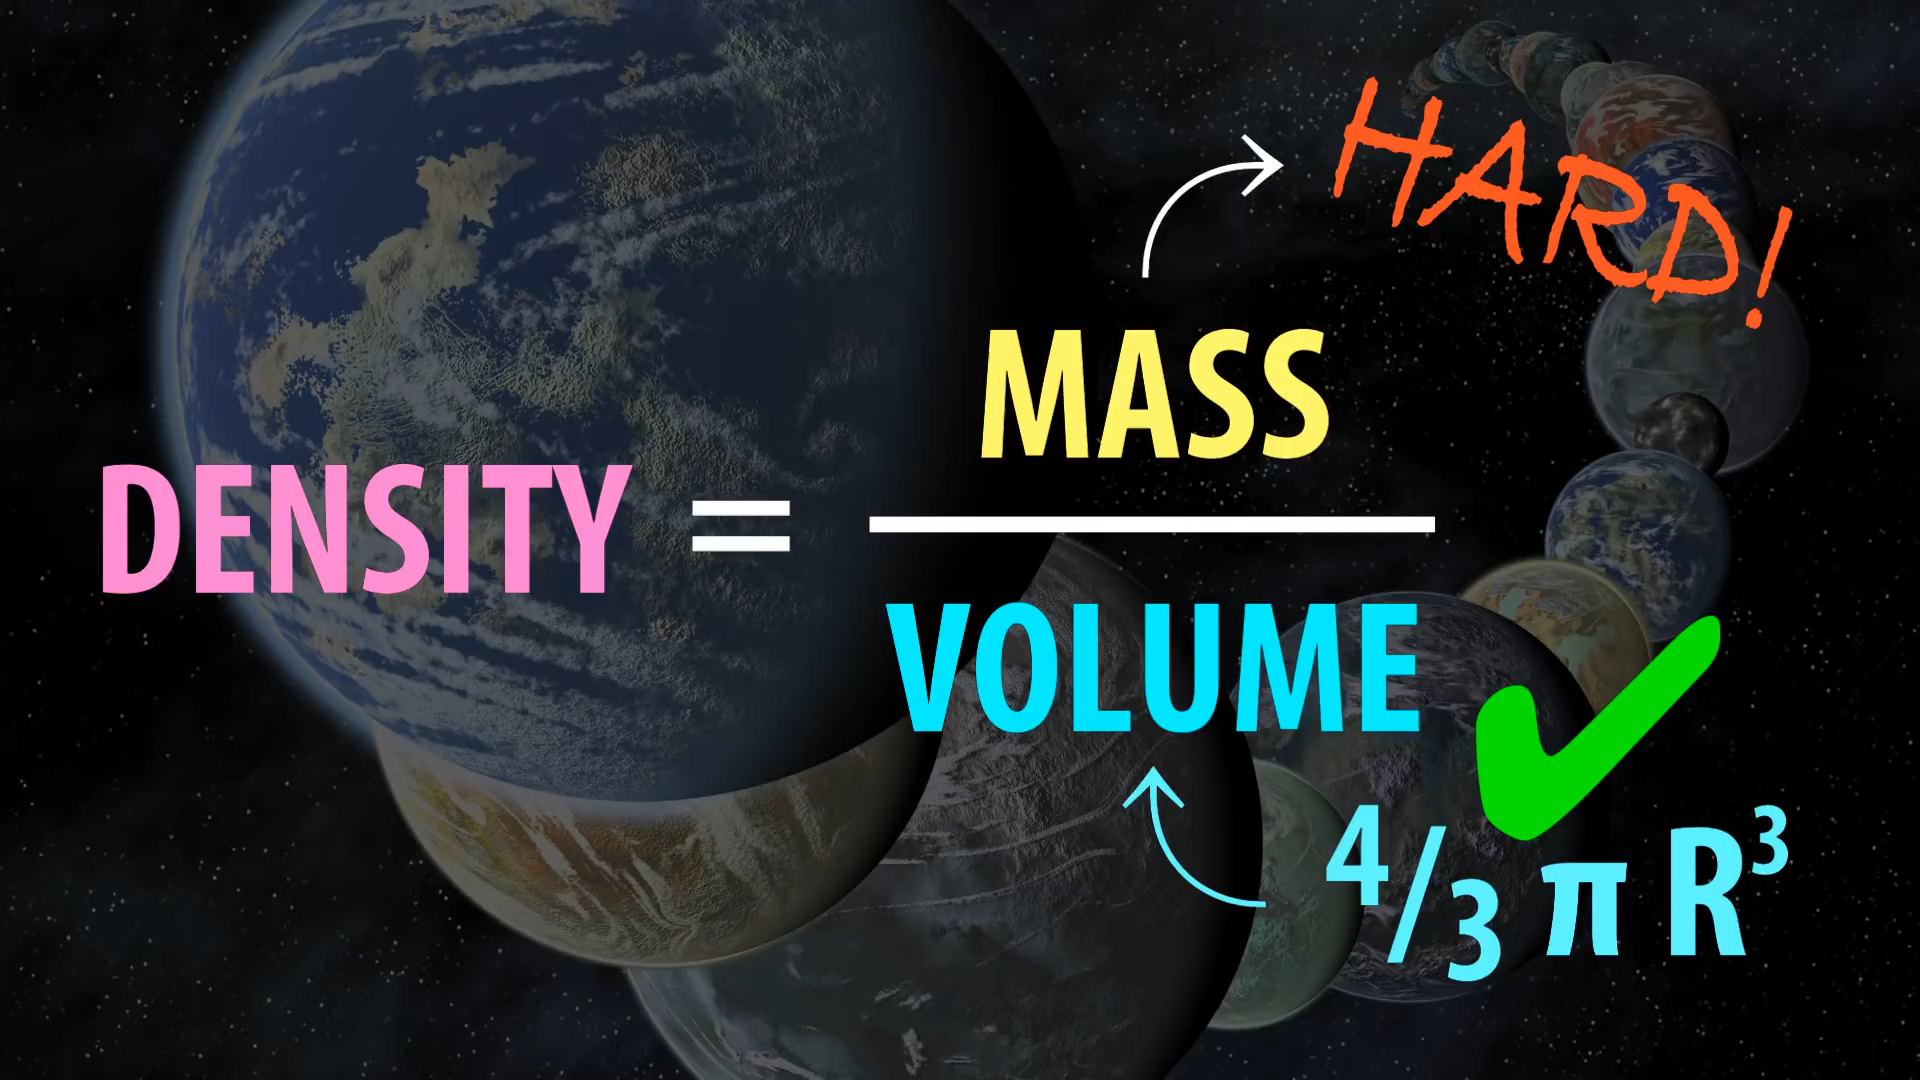 HARD!
DENSITY = MASS
VOLUME
4/3 π R³